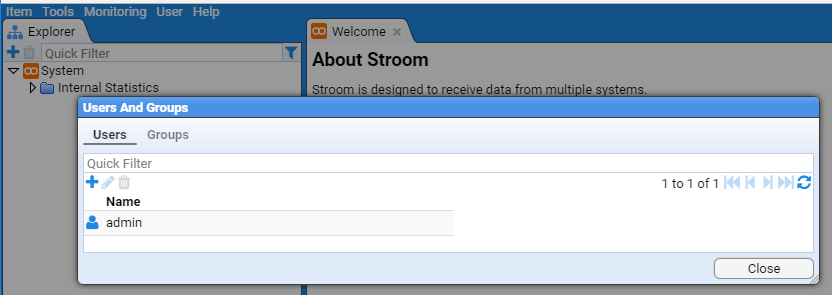 Item Tools Monitoring User Help
Explorer
Welcome
Quick Filter
About Stroom
System
Internal Statistics
Stroom is designed to receive data from multiple systems.
Users And Groups
Users Groups
Quick Filter
1 to 1 of 1
Name
admin
Close